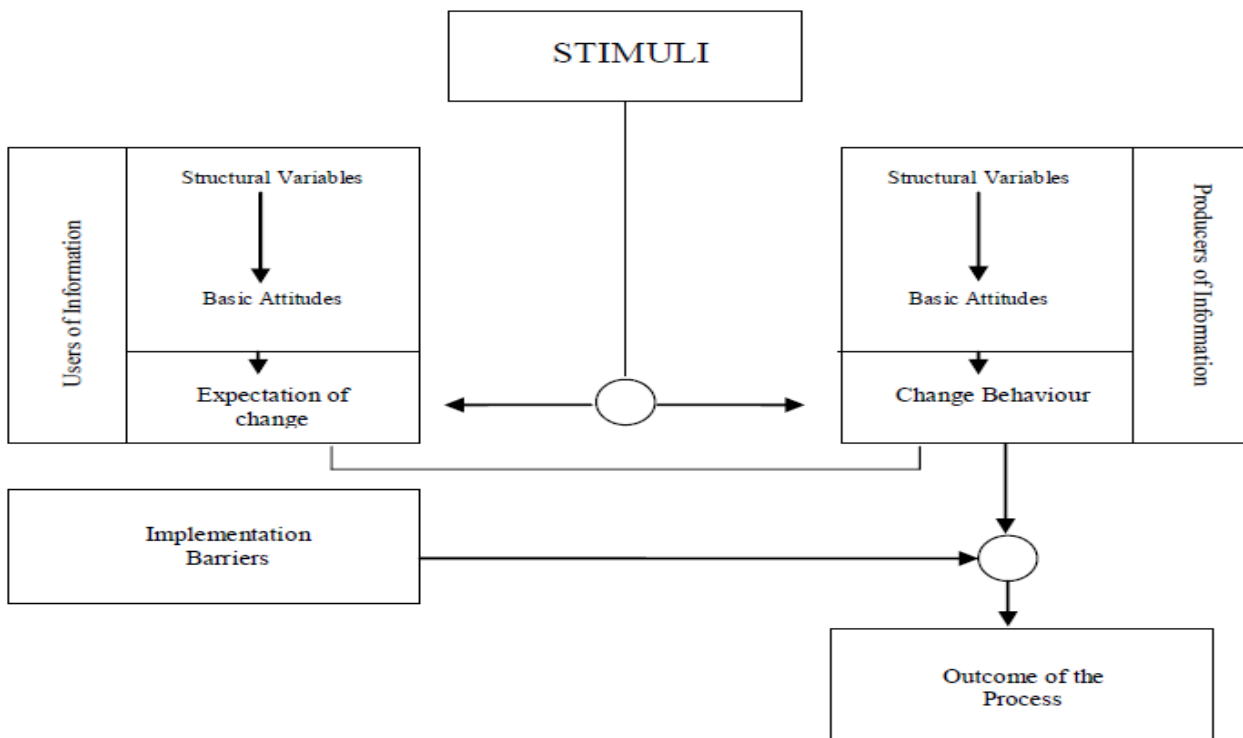 STIMULI
Users of Information
Structural Variables
Basic Attitudes
Expectation of
change
Structural Variables
Basic Attitudes
Change Behaviour
Producers of Information
Implementation
Barriers
Outcome of the
Process